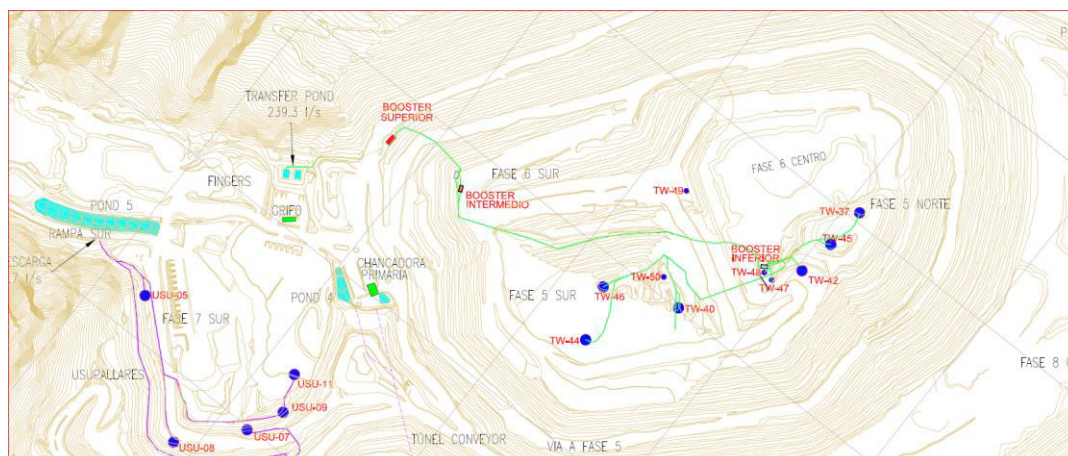 TRANSFER POND
239.3 l/s
BOOSTER
SUPERIOR
FASE 6 CENTRO
FASE 6 SUR
FINGERS
BOOSTER
INTERMEDIO
TW-49
TW-37
FASE 5 NORTE
POND 5
GRIFO
RAMPA SUR
TW-45
CHANCADORA
PRIMARIA
BOOSTER
INFERIOR
TW-48
TW-50
TW-47
TW-42
USU-05
POND 4
FASE 5 SUR
TW-46
TW-40
FASE 7 SUR
TW-44
FASE 8
USUPALLARES
USU-11
USU-09
USU-07
USU-08
TÚNEL CONVEYOR
VIA A FASE 5